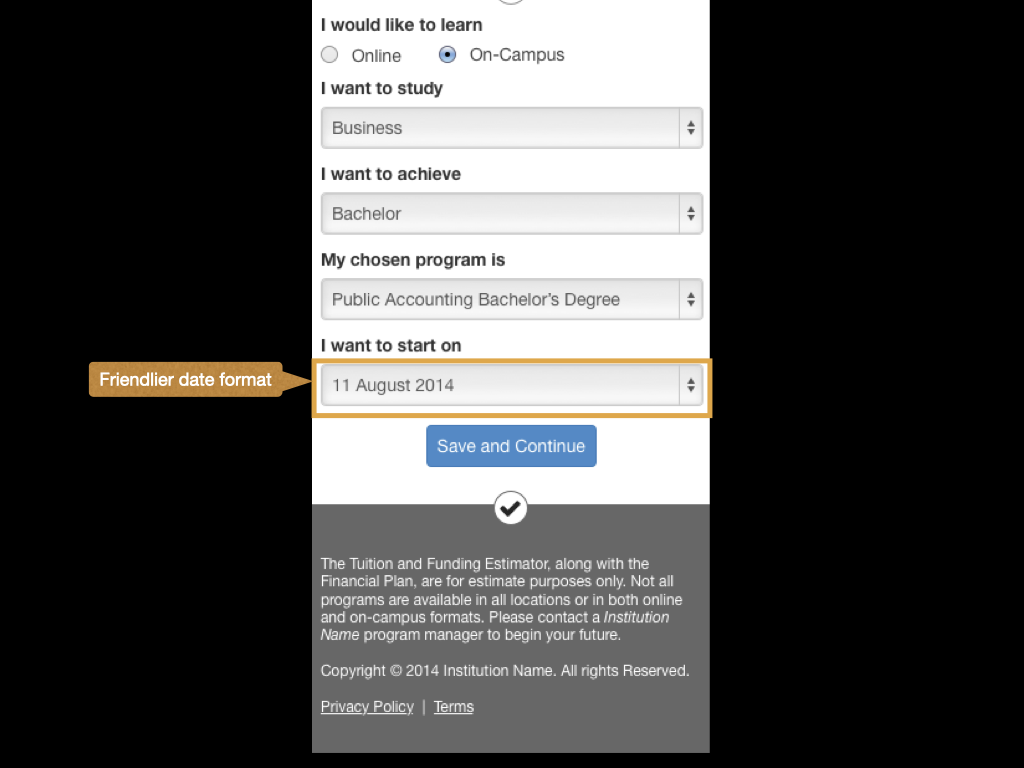 I would like to learn
Online
On-Campus
I want to study
Business
I want to achieve
Bachelor
My chosen program is
Public Accounting Bachelor’s Degree
I want to start on
Friendlier date format
11 August 2014
Save and Continue
The Tuition and Funding Estimator, along with the
Financial Plan, are for estimate purposes only. Not all
programs are available in all locations or in both online
and on-campus formats. Please contact a Institution
Name program manager to begin your future.
Copyright © 2014 Institution Name. All rights Reserved.
Privacy Policy | Terms